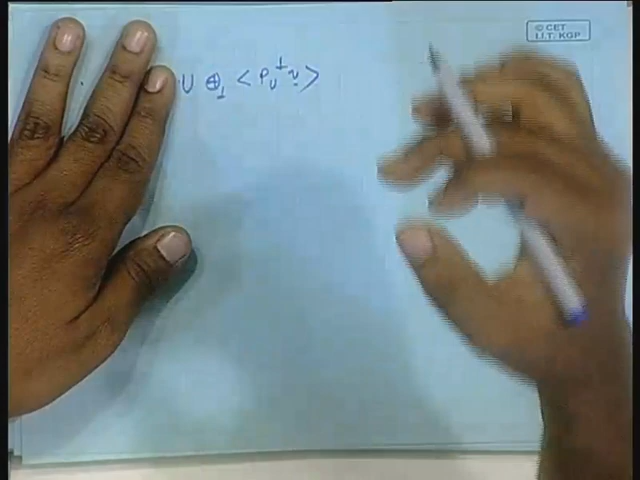 © CET
I.I.T. KGP
U ⊕⊥ < P_U^⊥ v >